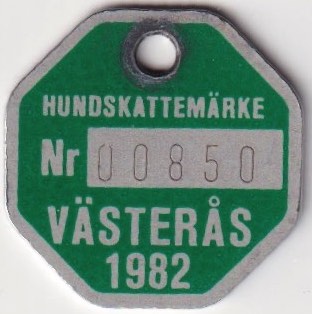 HUNDSKATTEMÄRKE
Nr 00850
VÄSTERÅS
1982